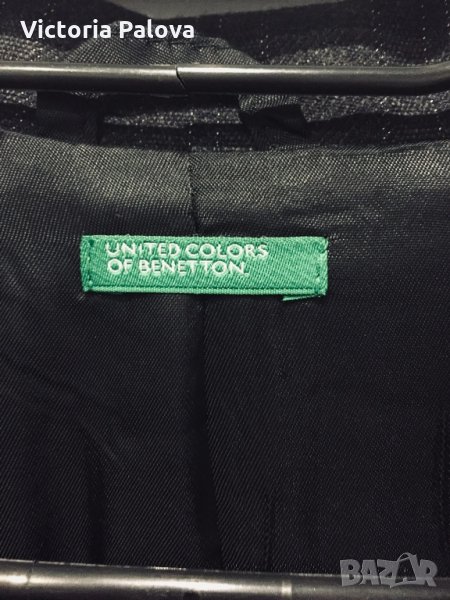 Victoria Palova
UNITED COLORS
OF BENETTON.
BAZAR